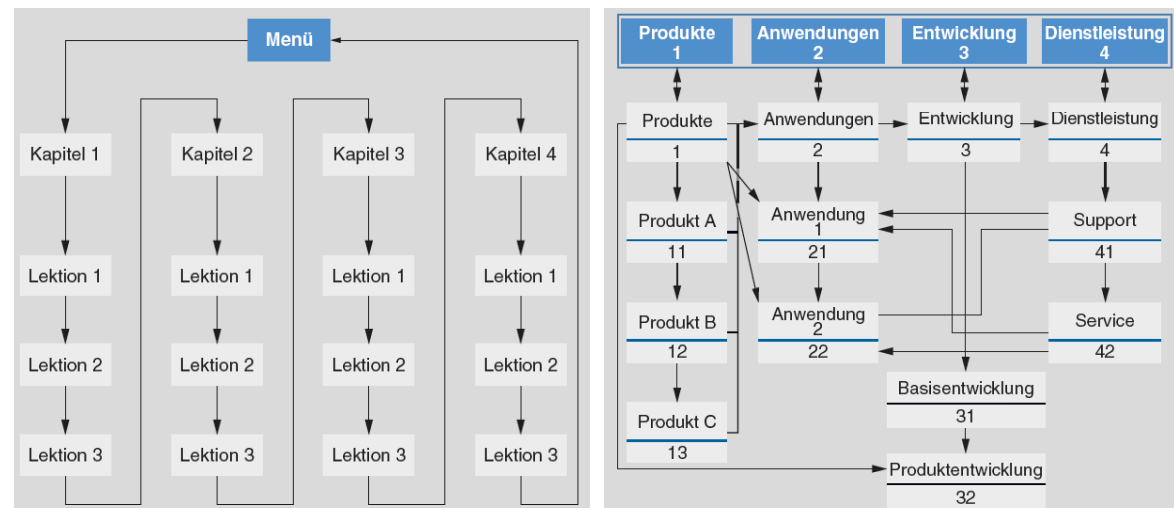 Menü
Kapitel 1
Kapitel 2
Kapitel 3
Kapitel 4
Lektion 1
Lektion 1
Lektion 1
Lektion 1
Lektion 2
Lektion 2
Lektion 2
Lektion 2
Lektion 3
Lektion 3
Lektion 3
Lektion 3
Produkte
1
Anwendungen
2
Entwicklung
3
Dienstleistung
4
Produkte
1
Anwendungen
2
Entwicklung
3
Dienstleistung
4
Produkt A
11
Anwendung
1
21
Support
41
Produkt B
12
Anwendung
2
22
Service
42
Basisentwicklung
31
Produkt C
13
Produktentwicklung
32